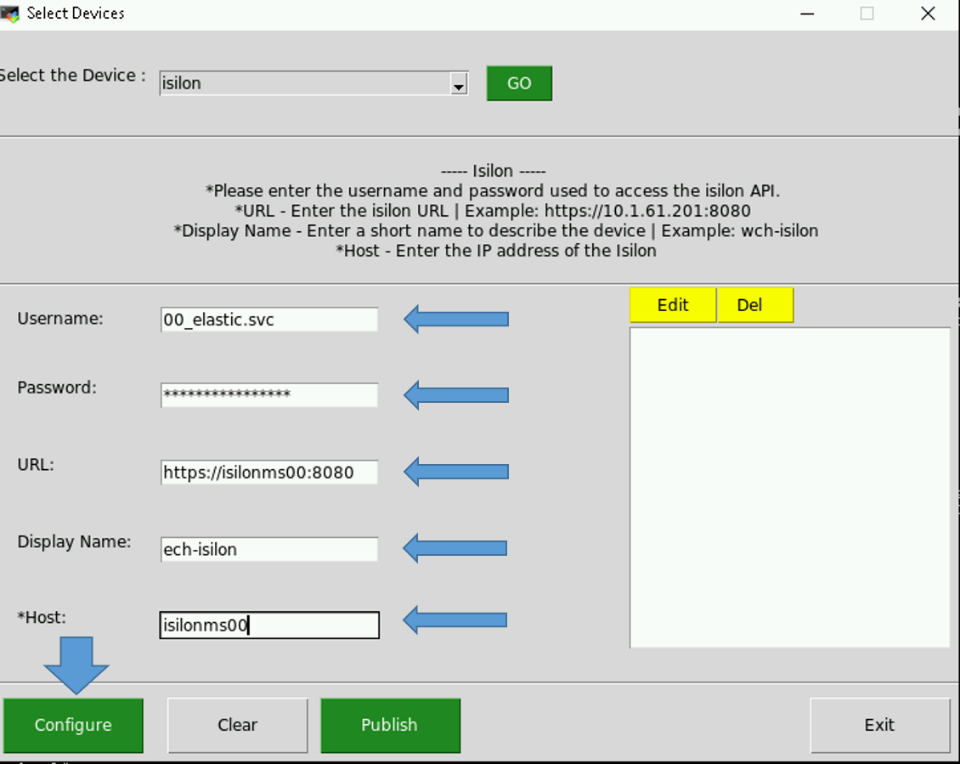 Select Devices
Select the Device :
isilon
GO
----- Isilon -----
*Please enter the username and password used to access the isilon API.
*URL - Enter the isilon URL | Example: https://10.1.61.201:8080
*Display Name - Enter a short name to describe the device | Example: wch-isilon
*Host - Enter the IP address of the Isilon
Edit
Del
Username:
00_elastic.svc
Password:
****************
URL:
https://isilonms00:8080
Display Name:
ech-isilon
*Host:
isilonms00
Configure
Clear
Publish
Exit